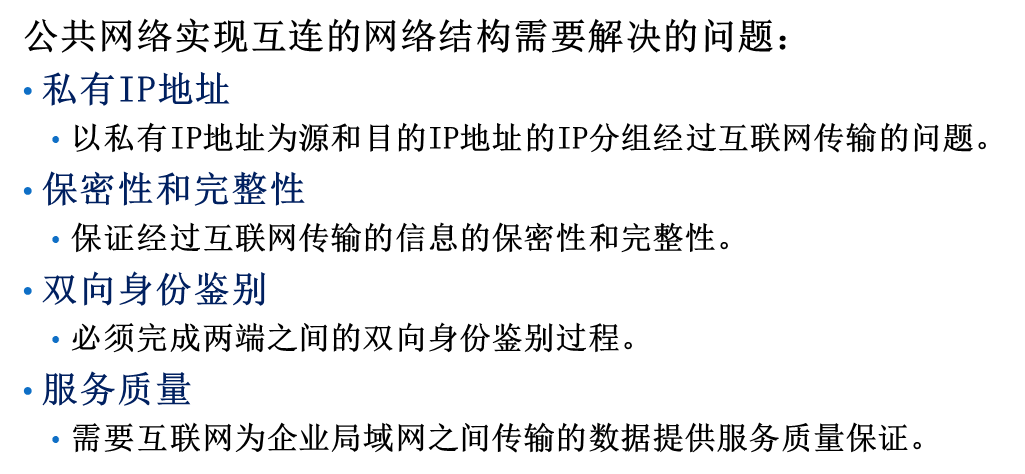 公共网络实现互连的网络结构需要解决的问题：
• 私有IP地址
• 以私有IP地址为源和目的IP地址的IP分组经过互联网传输的问题。
• 保密性和完整性
• 保证经过互联网传输的信息的保密性和完整性。
• 双向身份鉴别
• 必须完成两端之间的双向身份鉴别过程。
• 服务质量
• 需要互联网为企业局域网之间传输的数据提供服务质量保证。